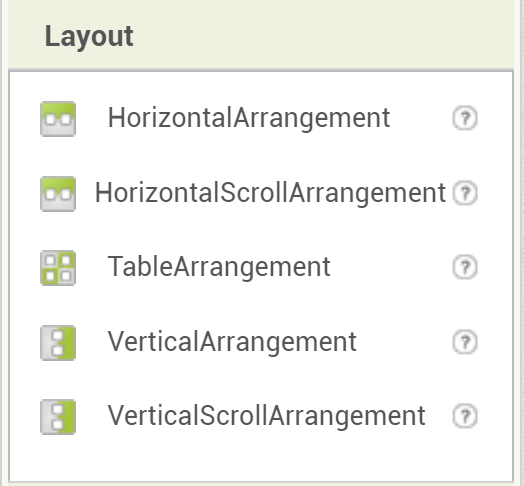 Layout
HorizontalArrangement ?
HorizontalScrollArrangement ?
TableArrangement ?
VerticalArrangement ?
VerticalScrollArrangement ?